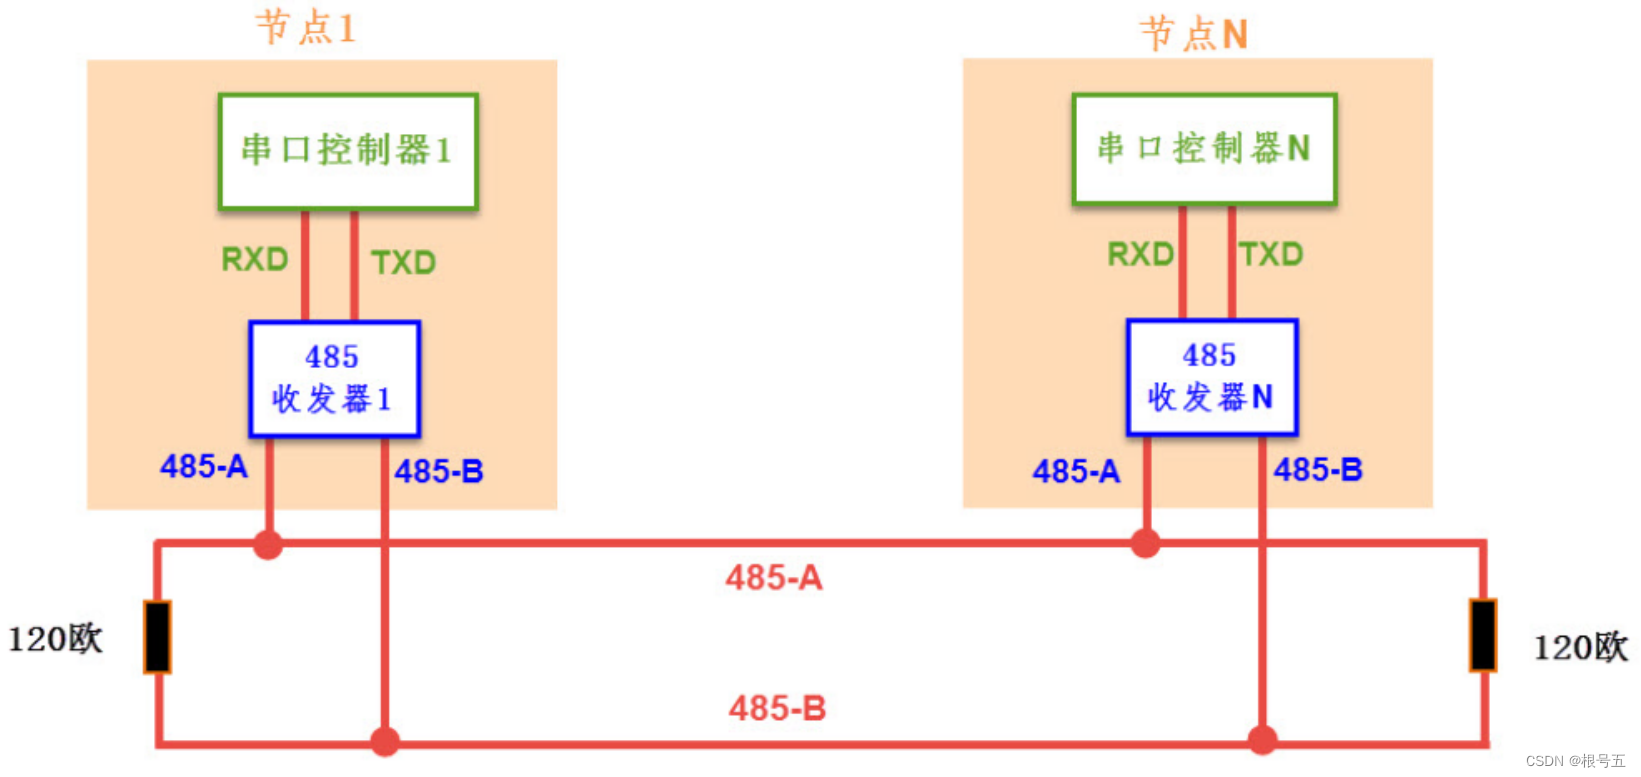 节点1
节点N
串口控制器1
串口控制器N
RXD
TXD
RXD
TXD
485
收发器1
485
收发器N
485-A
485-B
485-A
485-B
485-A
120欧
120欧
485-B
CSDN @根号五